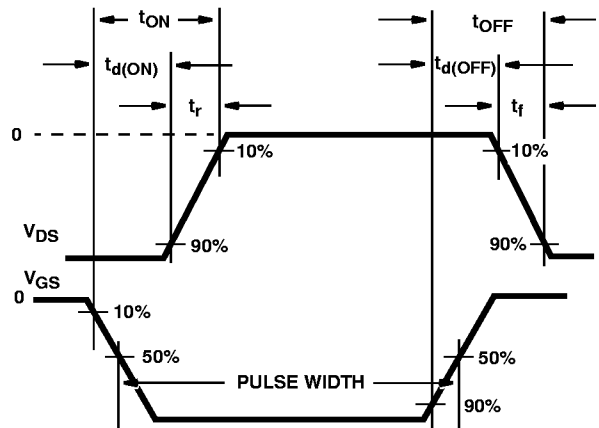 tON tOFF
td(ON) td(OFF)
tr tf
0
10% 10%
VDS
90% 90%
VGS
0
10%
50% 50%
PULSE WIDTH
90%